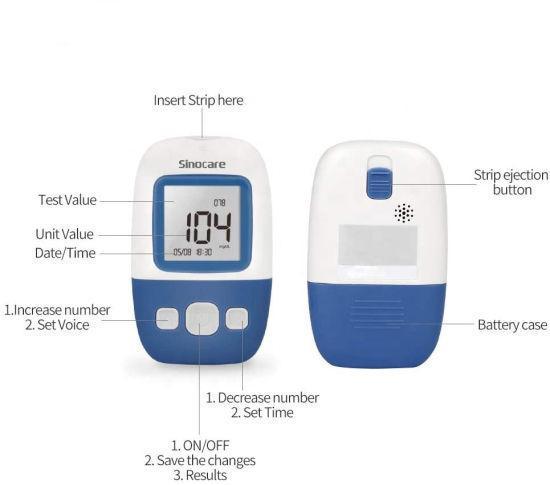 Insert Strip here
Sinocare
Strip ejection
button
Test Value
078
Unit Value
104
mg/dL
Date/Time
05/08 18:30
1.Increase number
2. Set Voice
Battery case
1. Decrease number
2. Set Time
1. ON/OFF
2. Save the changes
3. Results